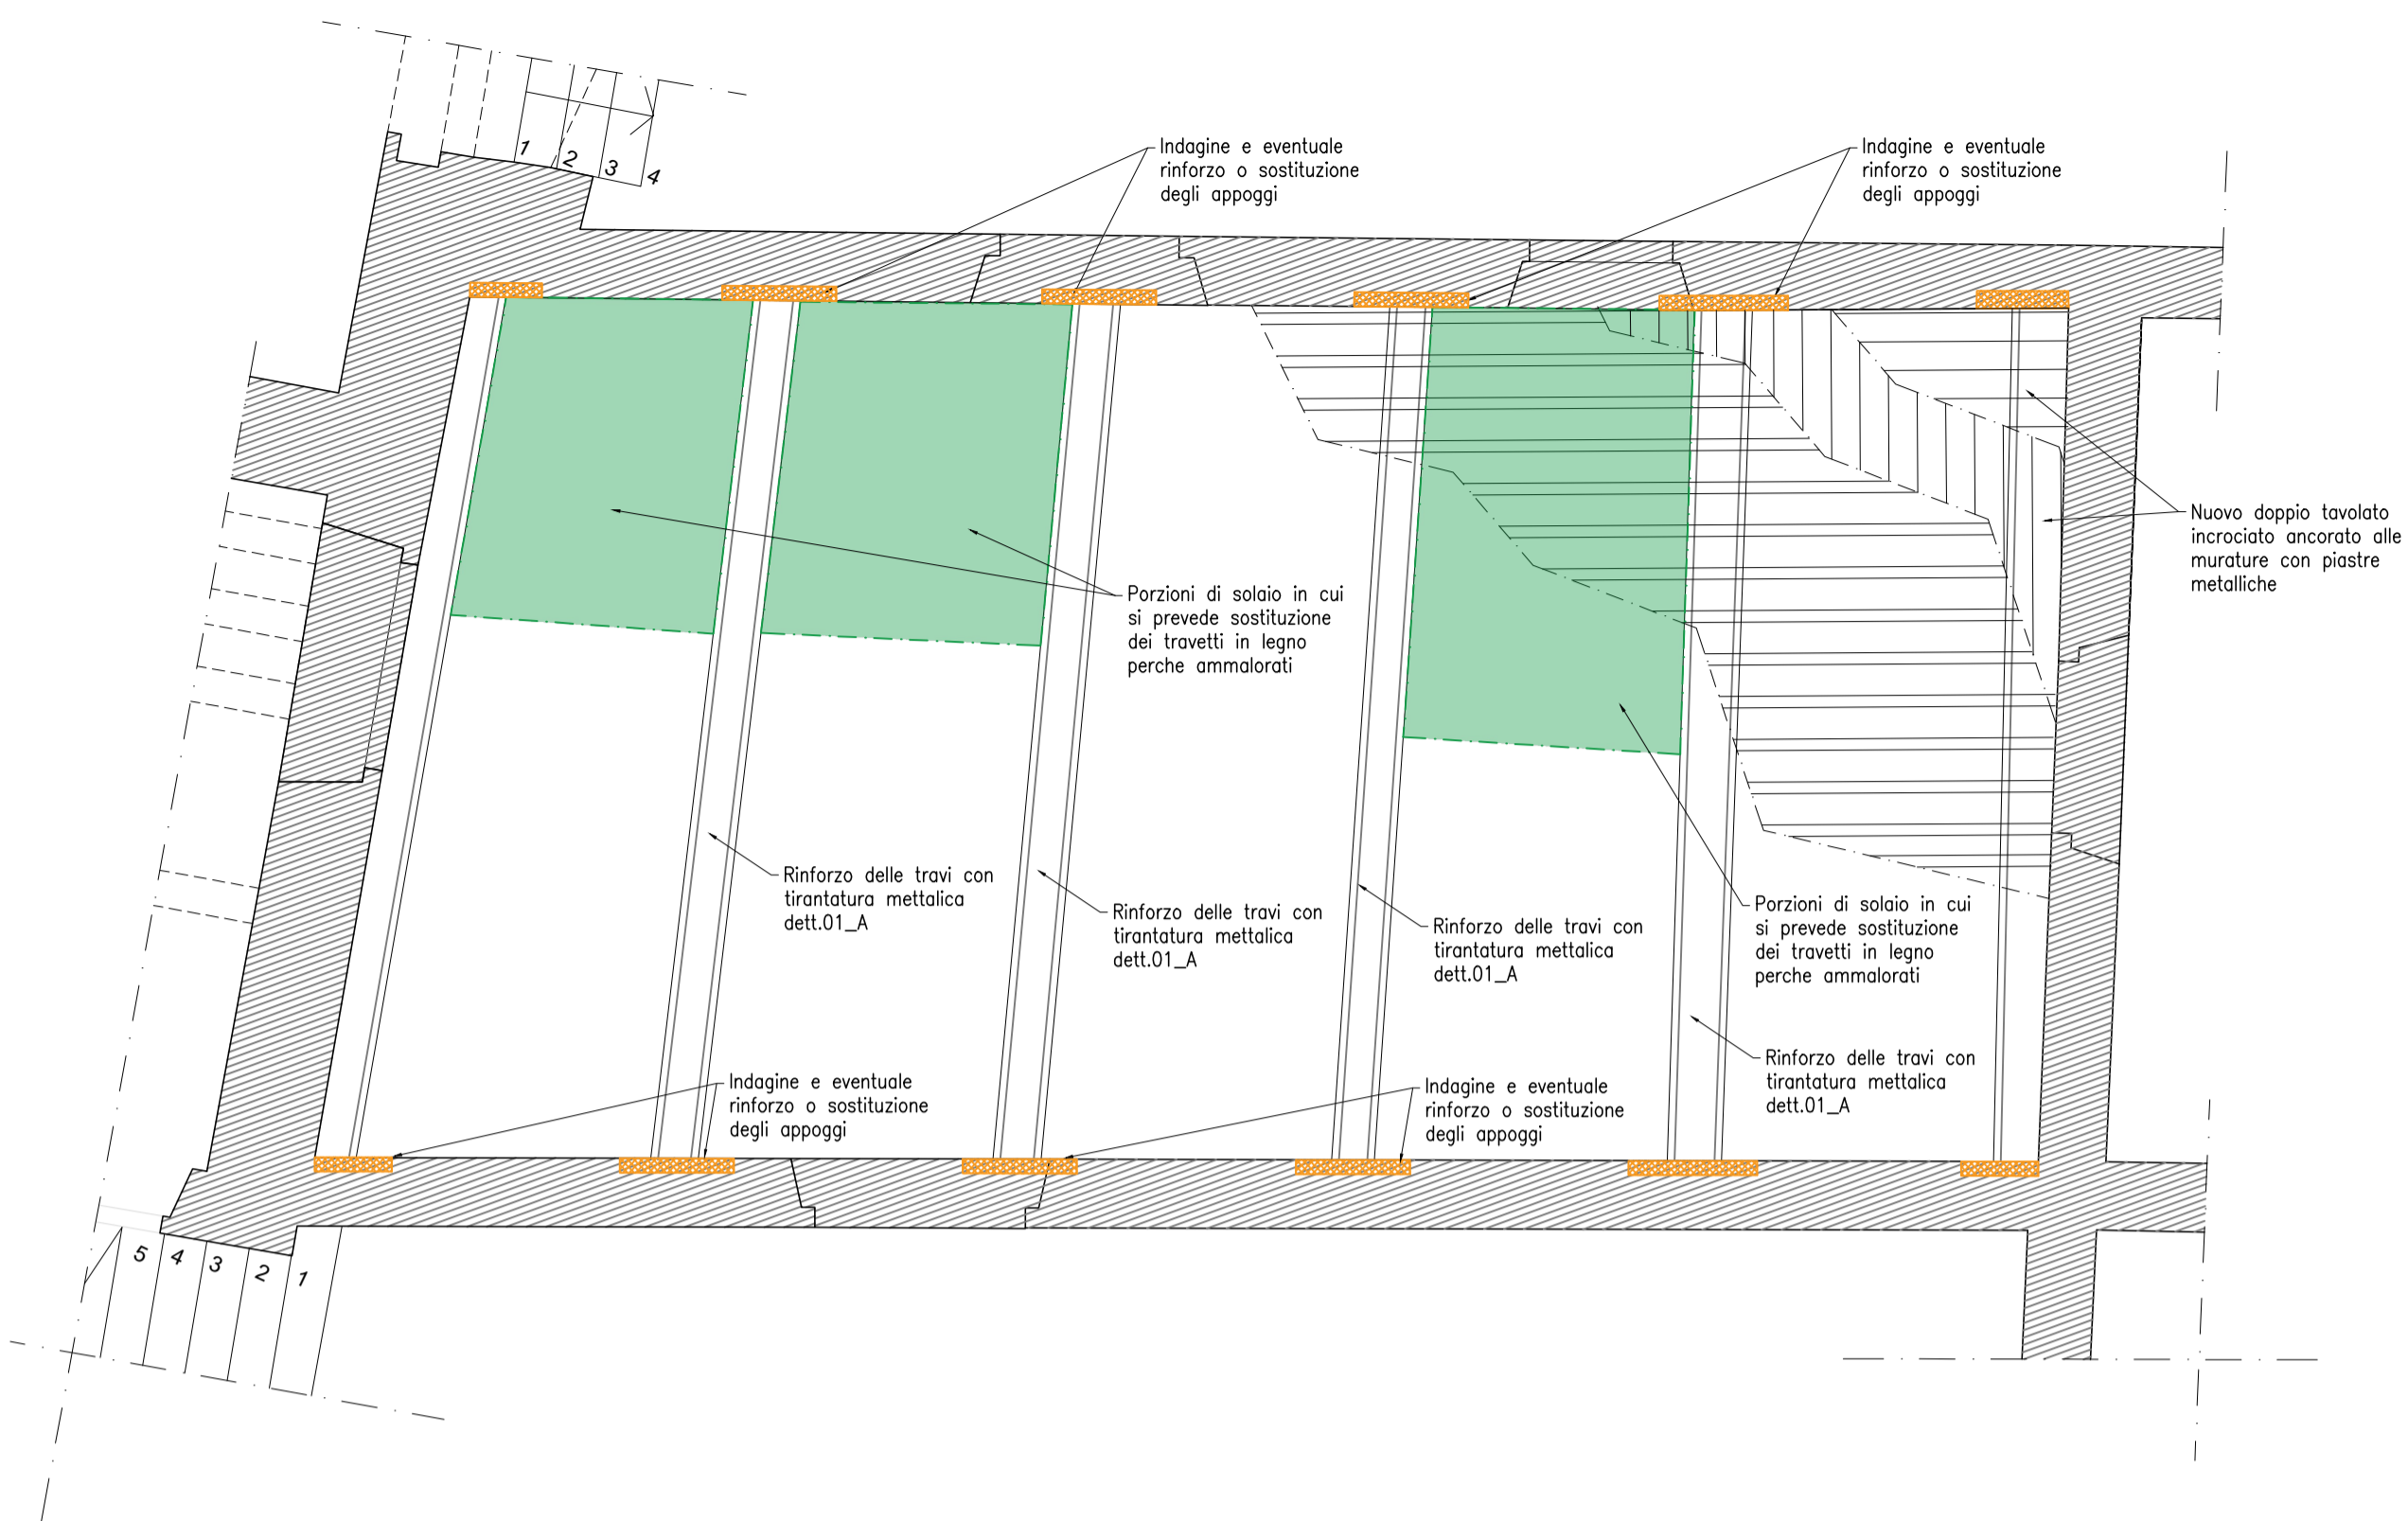 1
2
3
4
Indagine e eventuale
rinforzo o sostituzione
degli appoggi
Indagine e eventuale
rinforzo o sostituzione
degli appoggi
Nuovo doppio tavolato
incrociato ancorato alle
murature con piastre
metalliche
Porzioni di solaio in cui
si prevede sostituzione
dei travetti in legno
perche ammalorati
Rinforzo delle travi con
tirantatura mettalica
dett.01_A
Rinforzo delle travi con
tirantatura mettalica
dett.01_A
Rinforzo delle travi con
tirantatura mettalica
dett.01_A
Porzioni di solaio in cui
si prevede sostituzione
dei travetti in legno
perche ammalorati
Rinforzo delle travi con
tirantatura mettalica
dett.01_A
Indagine e eventuale
rinforzo o sostituzione
degli appoggi
Indagine e eventuale
rinforzo o sostituzione
degli appoggi
5
4
3
2
1